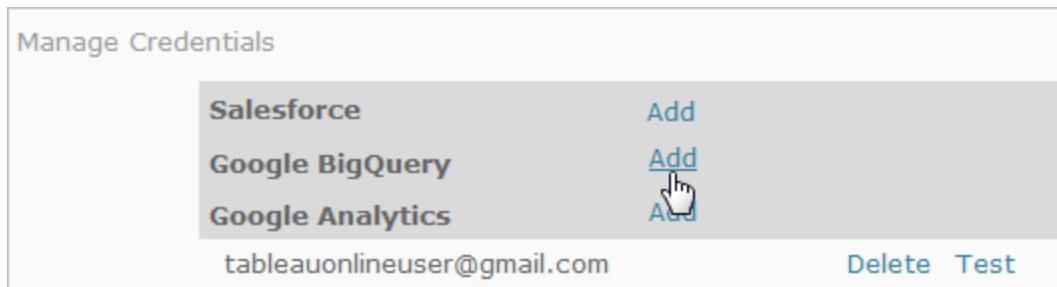 Manage Credentials
Salesforce Add
Google BigQuery Add
Google Analytics Add
tableauonlineuser@gmail.com Delete Test